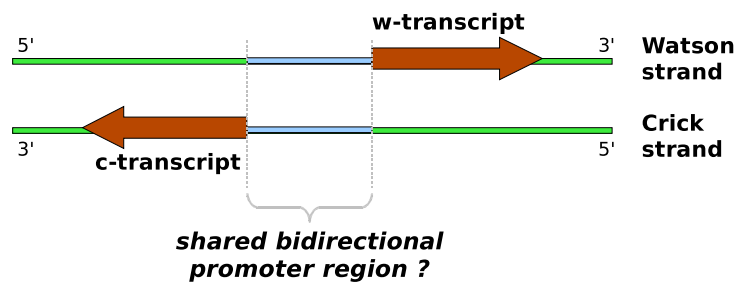 w-transcript
5'
3'
Watson
strand
Crick
strand
3'
5'
c-transcript
shared bidirectional
promoter region ?